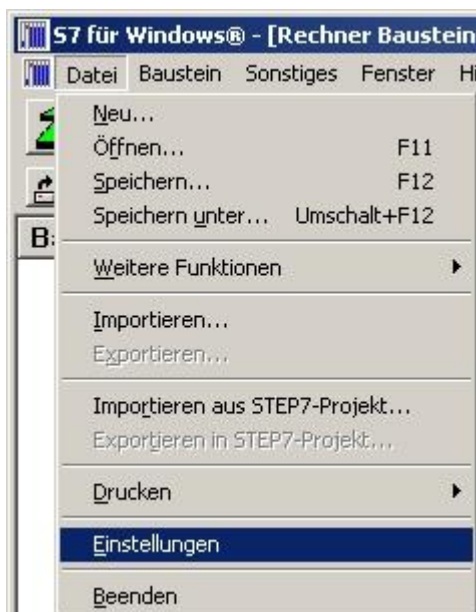 S7 für Windows® - [Rechner Baustein
Datei Baustein Sonstiges Fenster
Neu...
Öffnen... F11
Speichern... F12
Speichern unter... Umschalt+F12
Weitere Funktionen
Importieren...
Exportieren...
Importieren aus STEP7-Projekt...
Exportieren in STEP7-Projekt...
Drucken
Einstellungen
Beenden